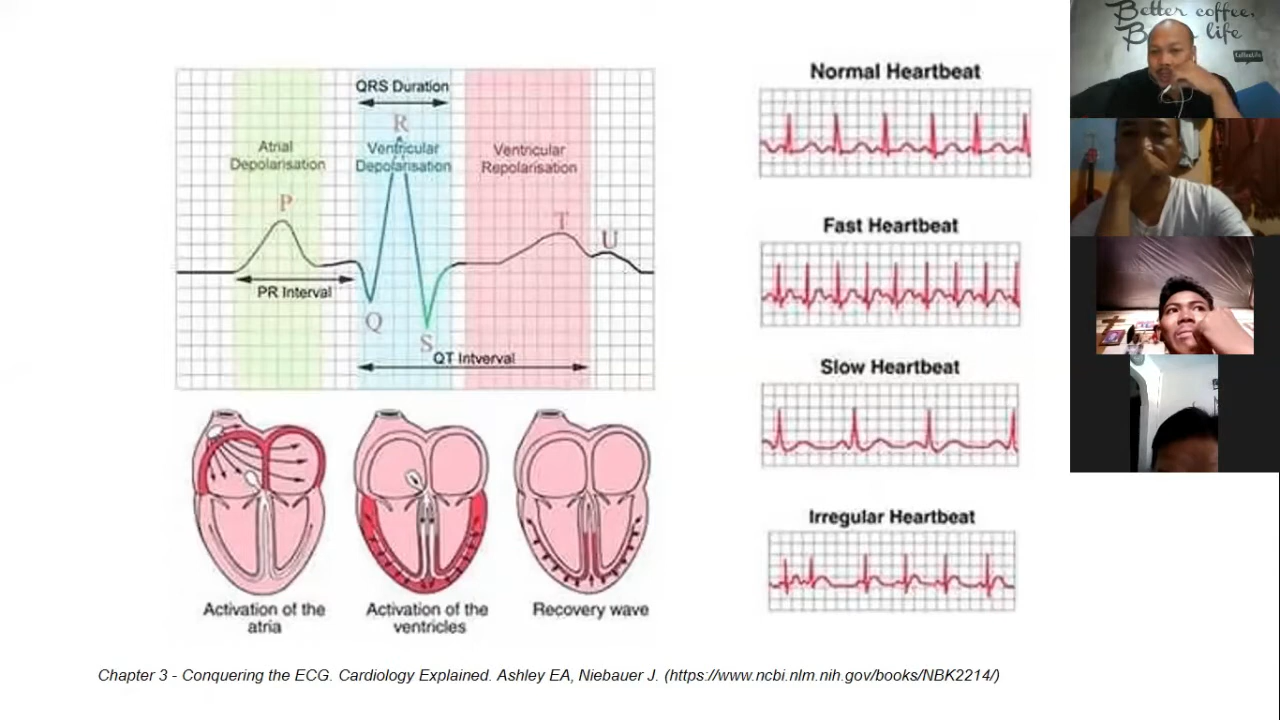 QRS Duration
R
Atrial
Depolarisation
Ventricular
Depolarisation
Ventricular
Repolarisation
P
T
U
PR Interval
Q
S
QT Intverval
Activation of the
atria
Activation of the
ventricles
Recovery wave
Normal Heartbeat
Fast Heartbeat
Slow Heartbeat
Irregular Heartbeat
Chapter 3 - Conquering the ECG. Cardiology Explained. Ashley EA, Niebauer J. (https://www.ncbi.nlm.nih.gov/books/NBK2214/)
Better coffee,
life